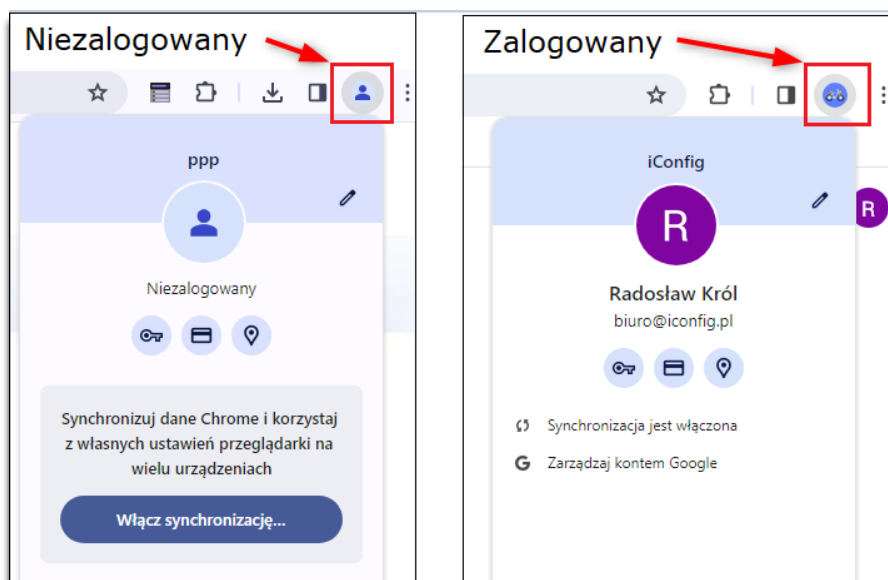 Niezalogowany
ppp
Niezalogowany
Synchronizuj dane Chrome i korzystaj
z własnych ustawień przeglądarki na
wielu urządzeniach
Włącz synchronizację...
Zalogowany
iConfig
R
R
Radosław Król
biuro@iconfig.pl
Synchronizacja jest włączona
G Zarządzaj kontem Google